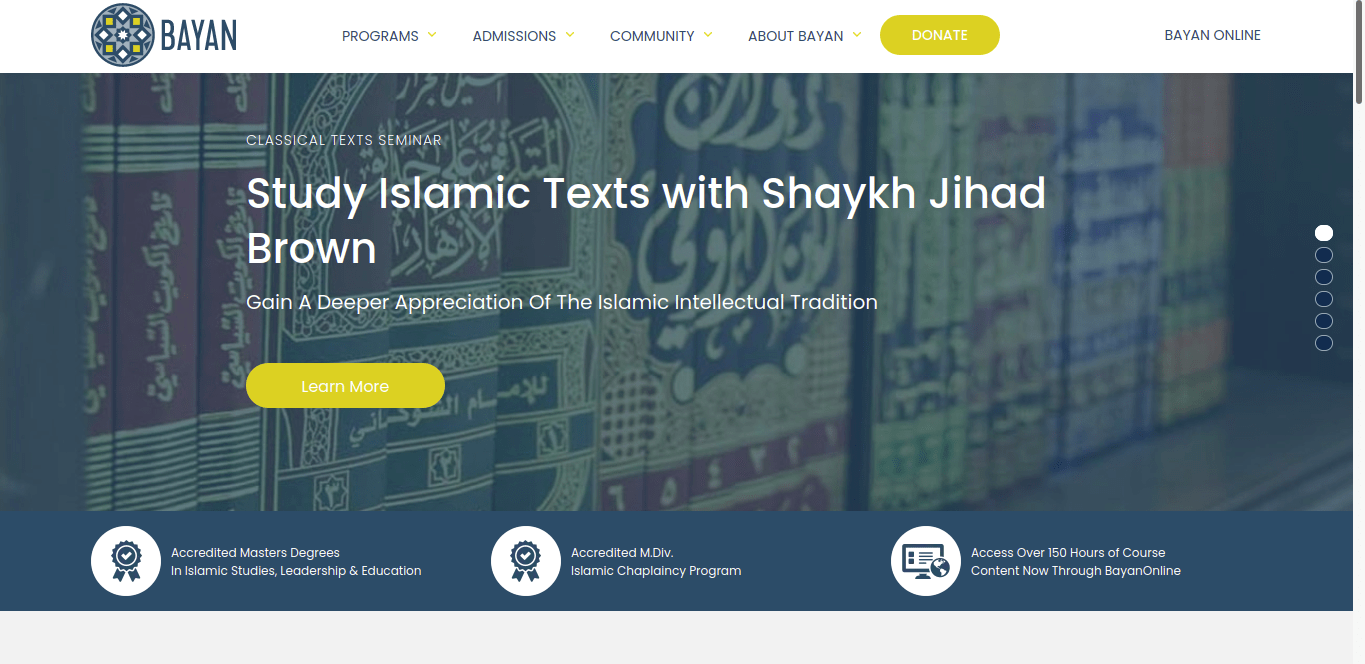 BAYAN
PROGRAMS
ADMISSIONS
COMMUNITY
ABOUT BAYAN
DONATE
BAYAN ONLINE
CLASSICAL TEXTS SEMINAR
Study Islamic Texts with Shaykh Jihad
Brown
Gain A Deeper Appreciation Of The Islamic Intellectual Tradition
Learn More
Accredited Masters Degrees
In Islamic Studies, Leadership & Education
Accredited M.Div.
Islamic Chaplaincy Program
Access Over 150 Hours of Course
Content Now Through BayanOnline